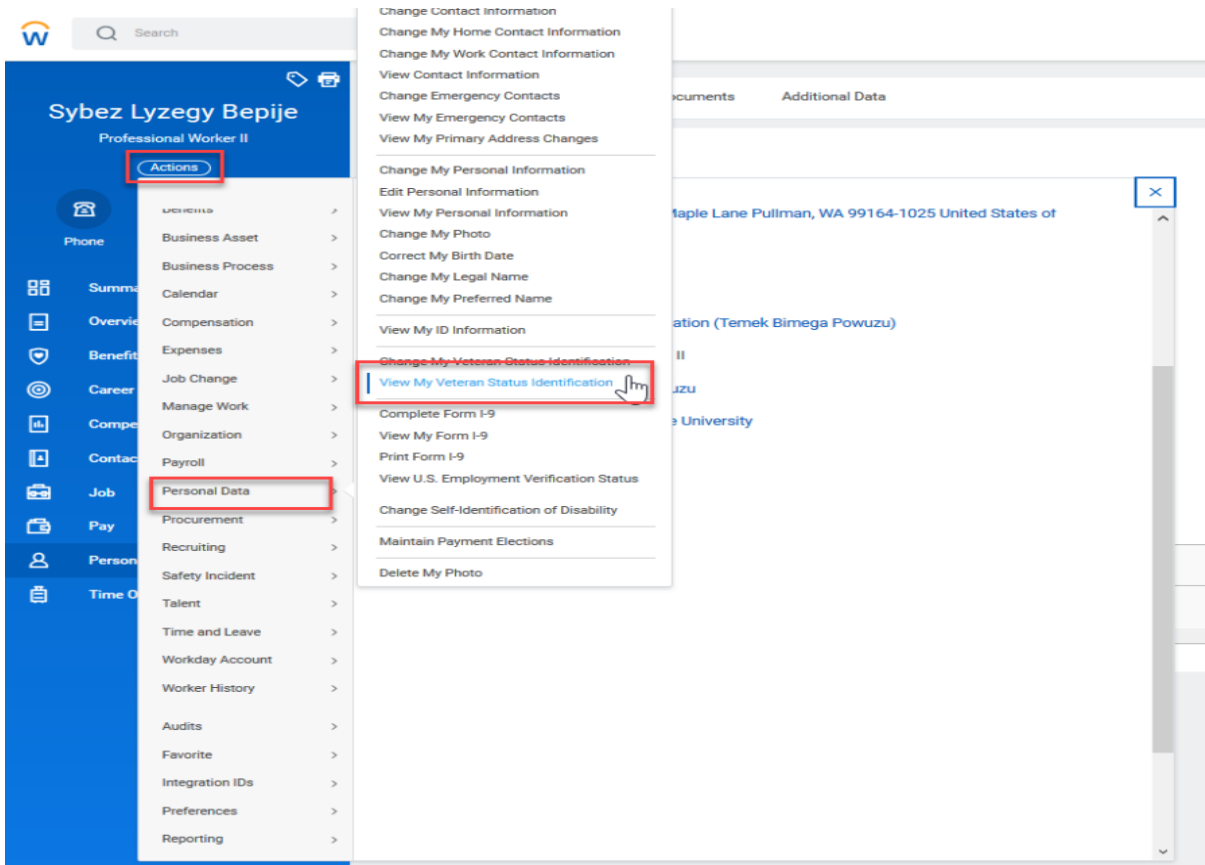 Search
Sybez Lyzegy Bepije
Professional Worker II
Actions
Phone
Summa
Overvie
Benefit
Career
Compe
Contac
Job
Pay
Person
Time O
Benefits
Business Asset
Business Process
Calendar
Compensation
Expenses
Job Change
Manage Work
Organization
Payroll
Personal Data
Procurement
Recruiting
Safety Incident
Talent
Time and Leave
Workday Account
Worker History
Audits
Favorite
Integration IDs
Preferences
Reporting
Change Contact Information
Change My Home Contact Information
Change My Work Contact Information
View Contact Information
Change Emergency Contacts
View My Emergency Contacts
View My Primary Address Changes
Change My Personal Information
Edit Personal Information
View My Personal Information
Change My Photo
Correct My Birth Date
Change My Legal Name
Change My Preferred Name
View My ID Information
Change My Veteran Status Identification
View My Veteran Status Identification
Complete Form I-9
View My Form I-9
Print Form I-9
View U.S. Employment Verification Status
Change Self-Identification of Disability
Maintain Payment Elections
Delete My Photo
ocuments Additional Data
Maple Lane Pullman, WA 99164-1025 United States of
ation (Temek Bimega Powuzu)
II
uzu
e University